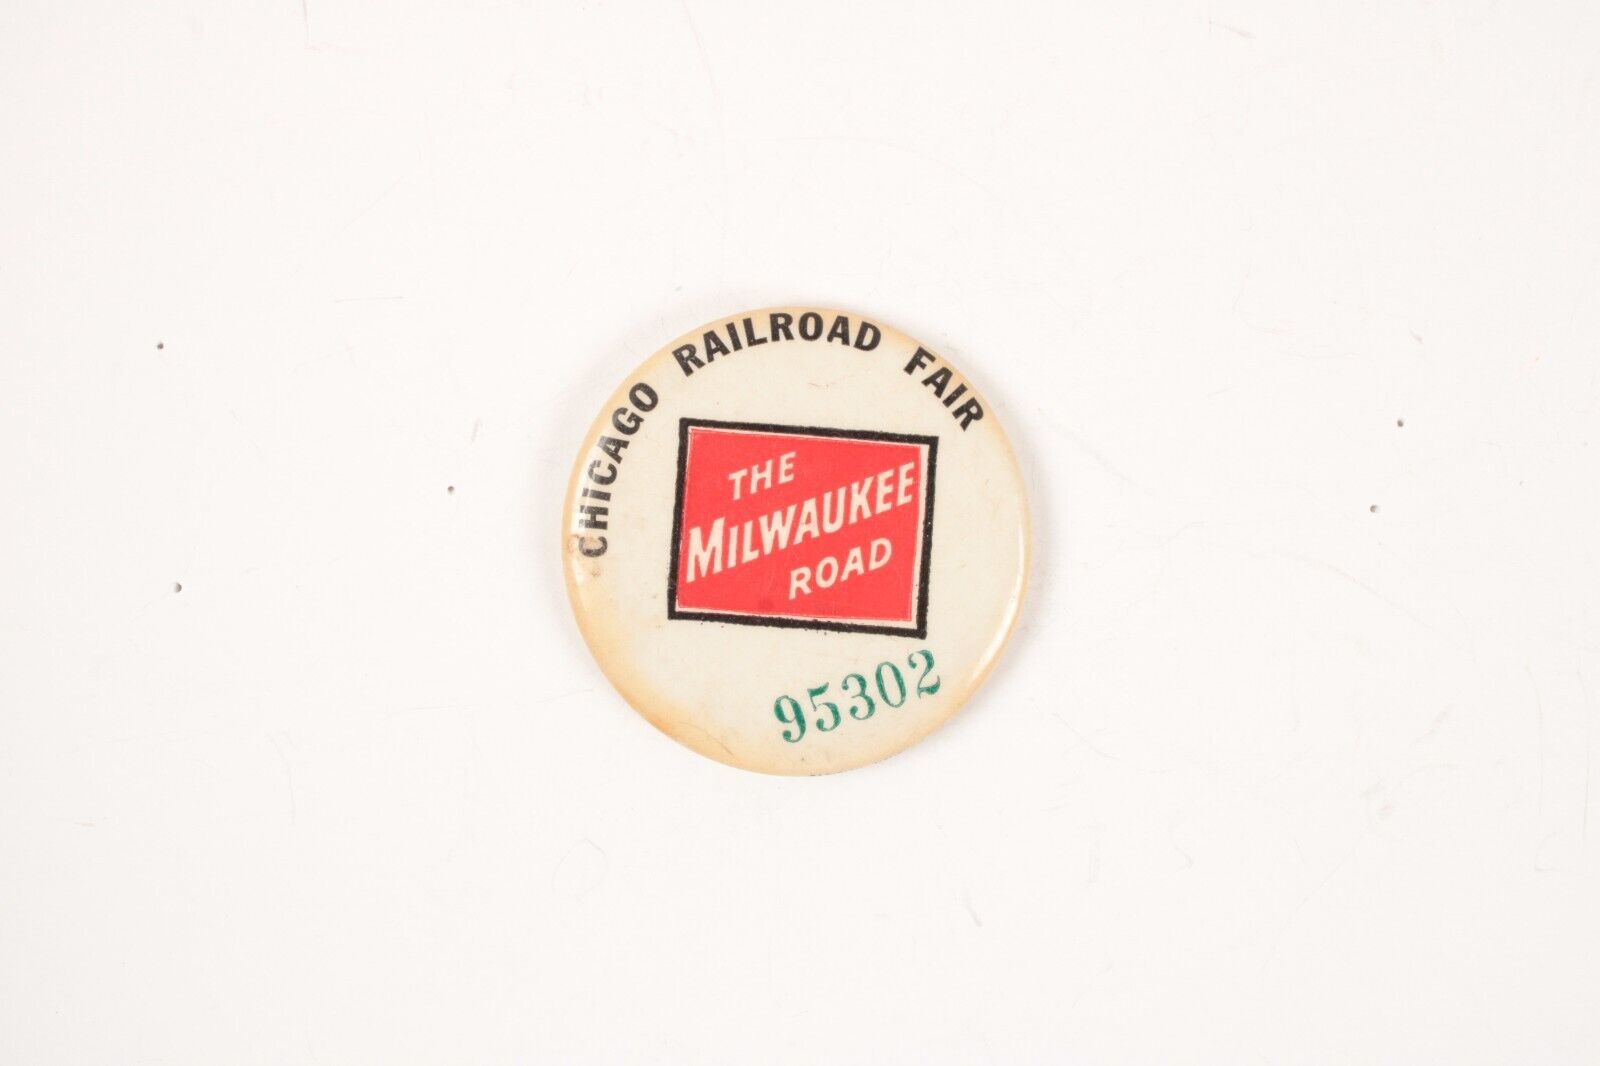 CHICAGO RAILROAD FAIR
THE
MILWAUKEE
ROAD
95302